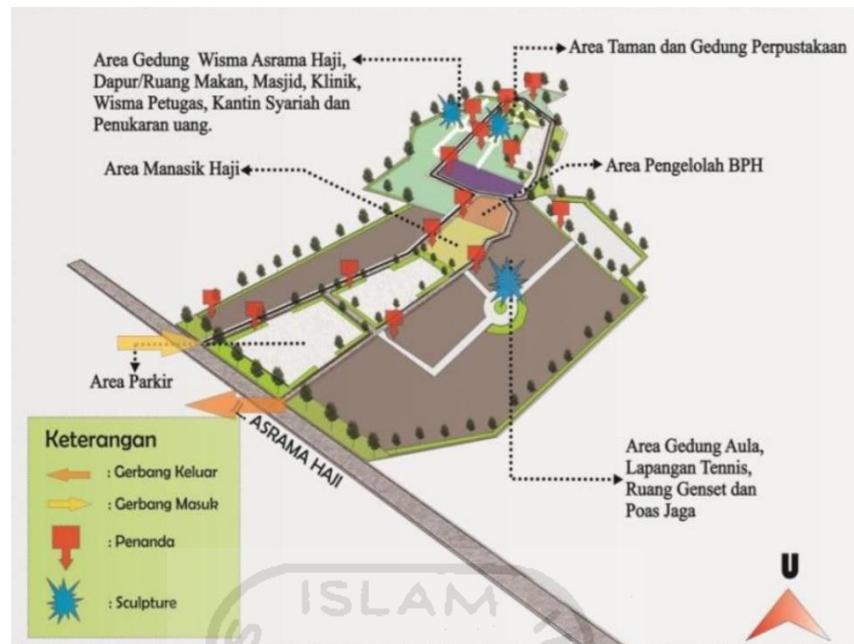 Area Gedung Wisma Asrama Haji,
Dapur/Ruang Makan, Masjid, Klinik,
Wisma Petugas, Kantin Syariah dan
Penukaran uang.
Area Taman dan Gedung Perpustakaan
Area Manasik Haji
Area Pengelolah BPH
Area Parkir
JL. ASRAMA HAJI
Area Gedung Aula,
Lapangan Tennis,
Ruang Genset dan
Poas Jaga
Keterangan
: Gerbang Keluar
: Gerbang Masuk
: Penanda
: Sculpture
U
ISLAM